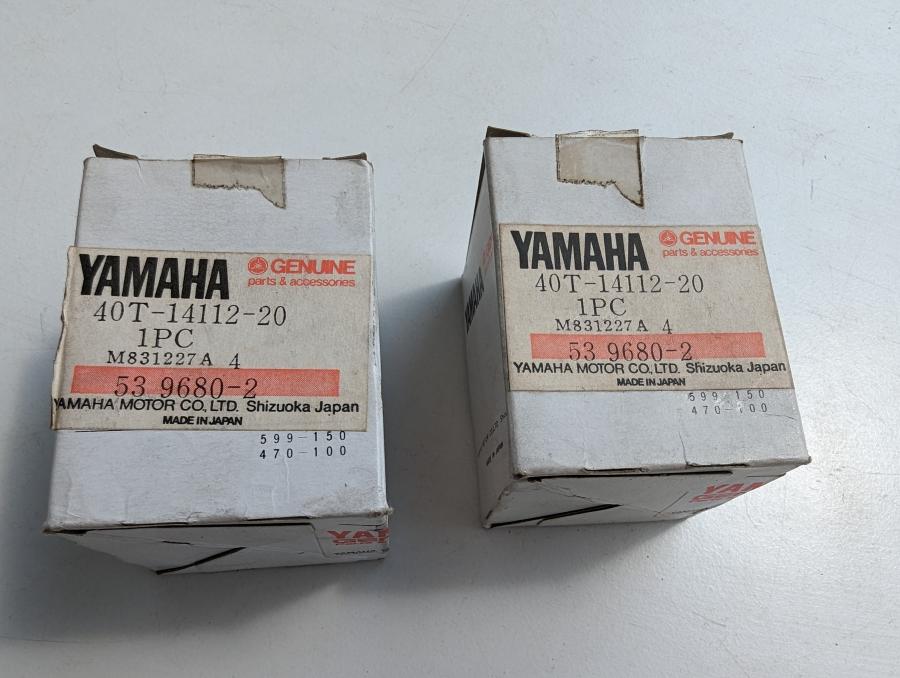 YAMAHA GENUINE
parts & accessories
40T-14112-20
1PC
M831227A 4
53 9680-2
YAMAHA MOTOR CO., LTD. Shizuoka Japan
MADE IN JAPAN
599-150
470-100
YAMAHA
YAMAHA GENUINE
parts & accessories
40T-14112-20
1PC
M831227A 4
53 9680-2
YAMAHA MOTOR CO., LTD. Shizuoka Japan
MADE IN JAPAN
599-150
470-100
YAMAHA